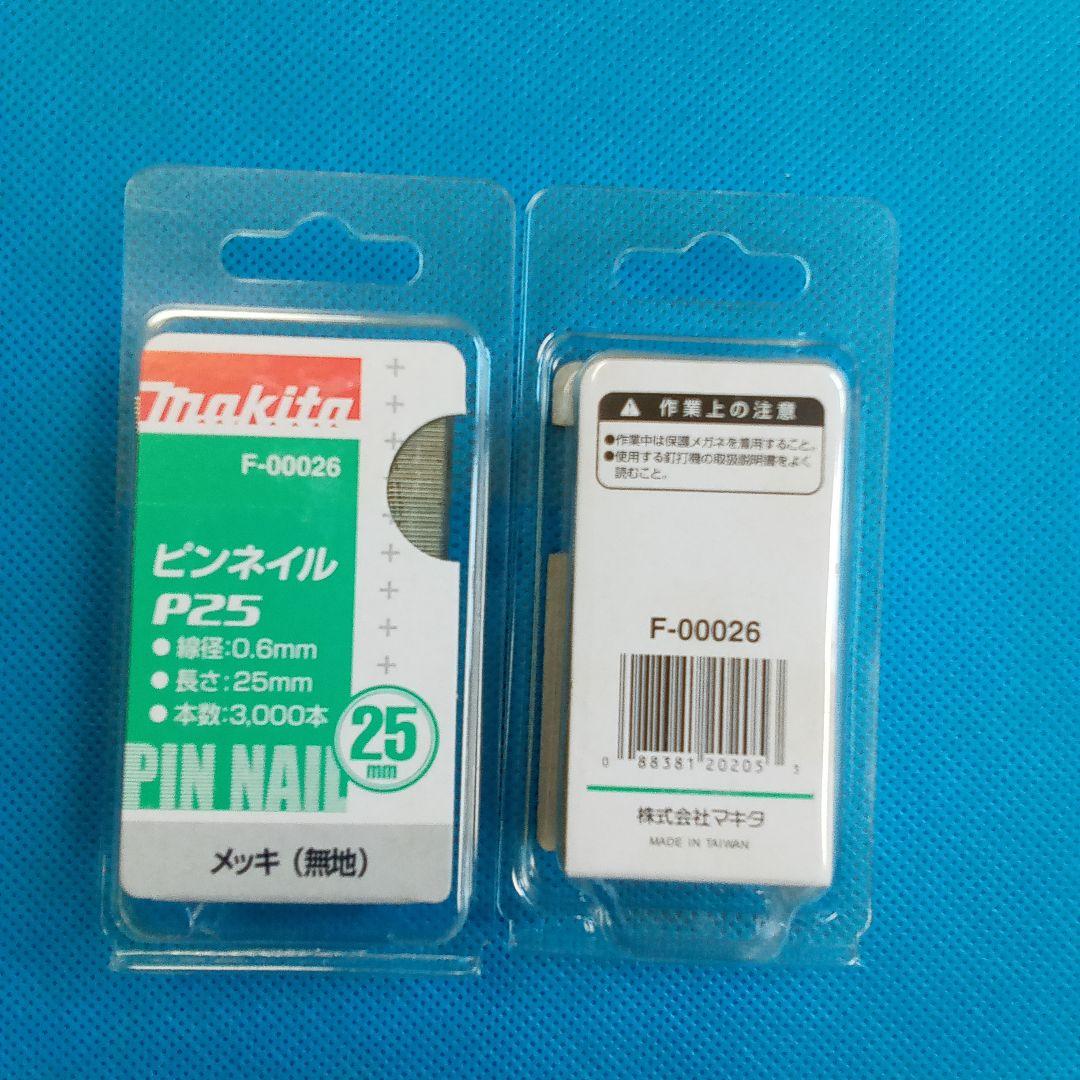 makita
F-00026
ピンネイル
P25
●線径:0.6mm
●長さ:25mm
●本数:3,000本
25
mm
PIN NAIL
メッキ（無地）
作業上の注意
●作業中は保護メガネを着用すること。
●使用する釘打機の取扱説明書をよく
読むこと。
F-00026
0 88381 20205 5
株式会社マキタ
MADE IN TAIWAN